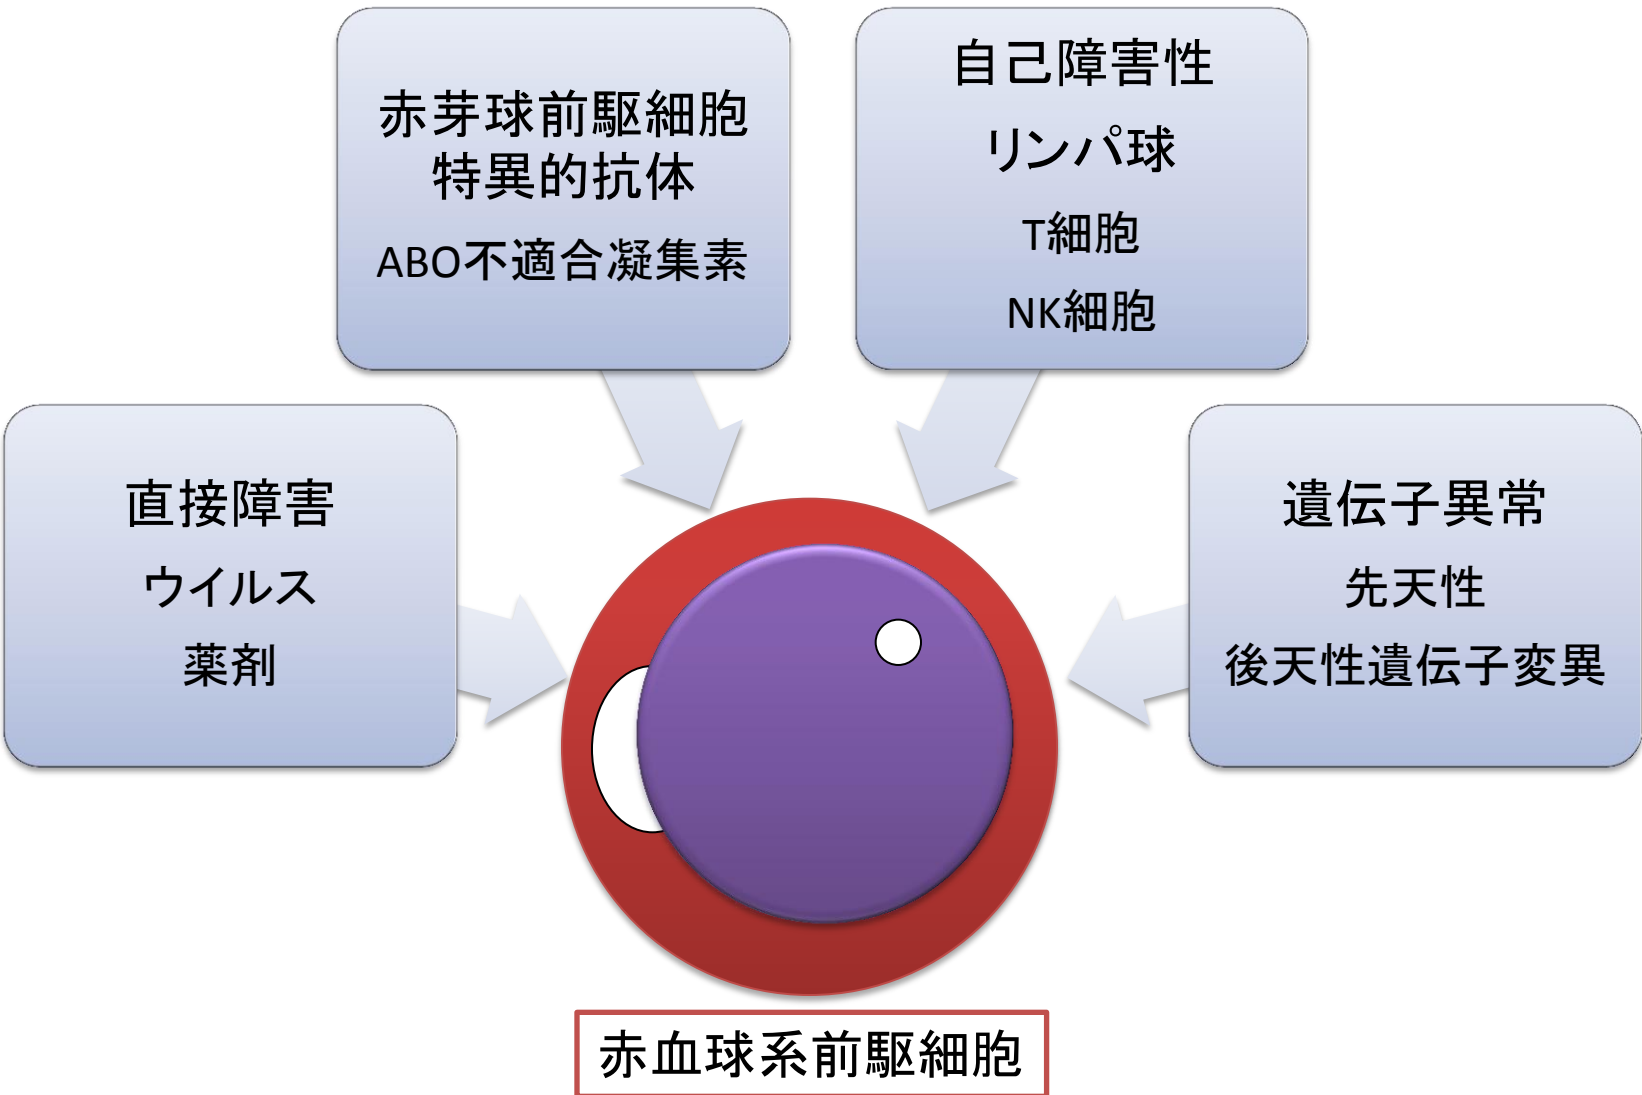 赤芽球前駆細胞
特異的抗体
ABO不適合凝集素
自己障害性
リンパ球
T細胞
NK細胞
直接障害
ウイルス
薬剤
遺伝子異常
先天性
後天性遺伝子変異
赤血球系前駆細胞